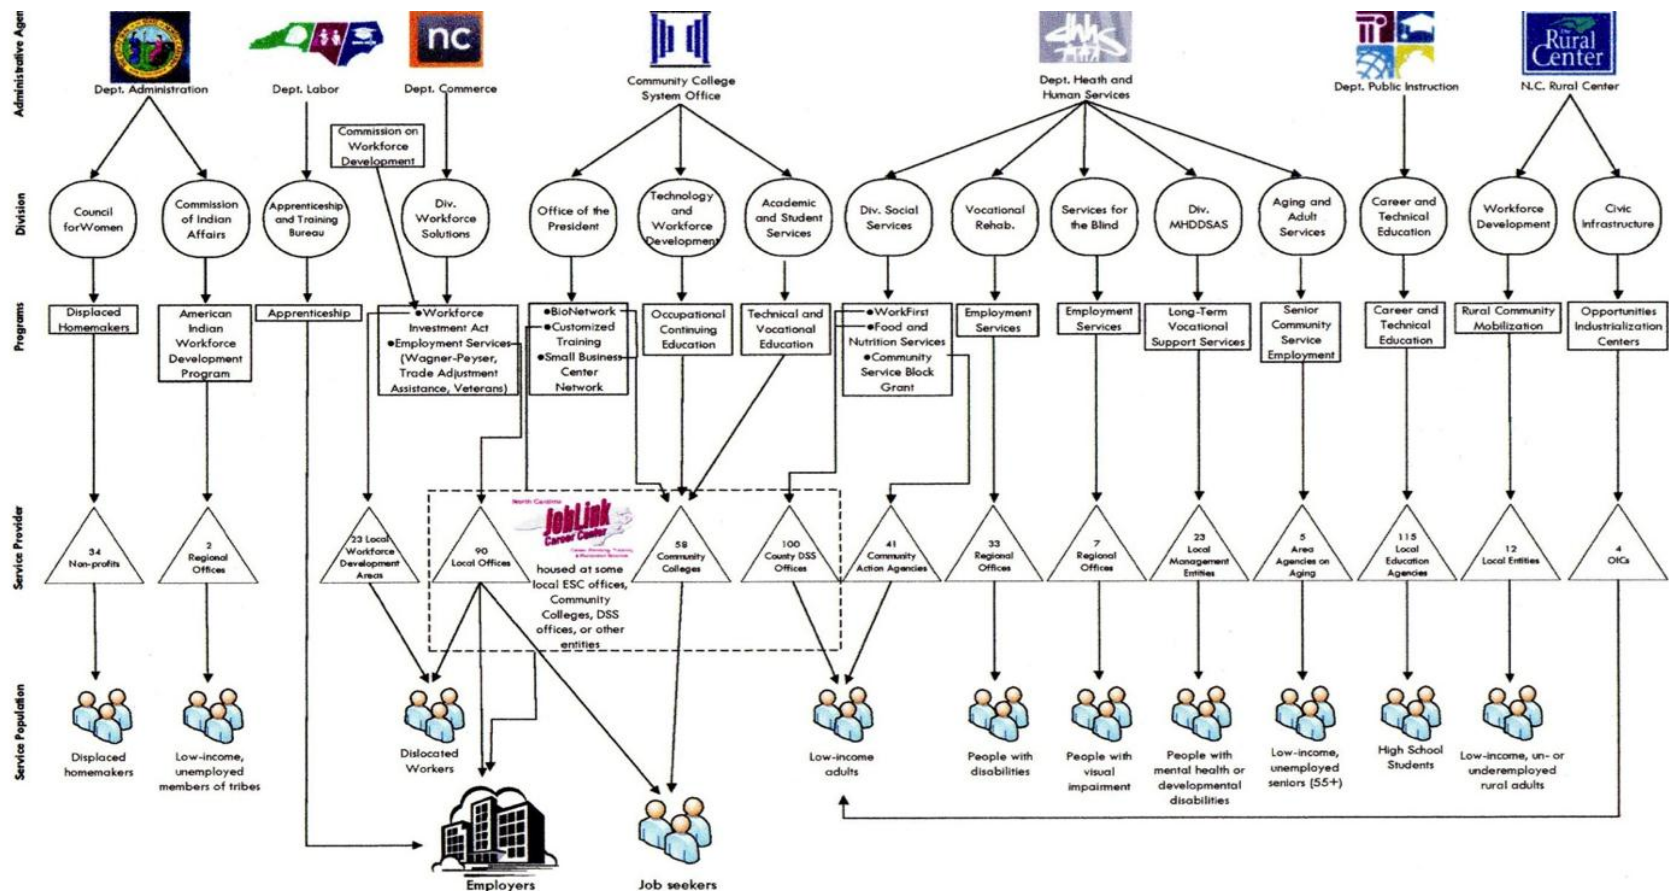 Administrative Agen
nc
dhhs
The
Rural
Center
Dept. Administration
Dept. Labor
Dept. Commerce
Community College
System Office
Dept. Heath and
Human Services
Dept. Public Instruction
N.C. Rural Center
Commission on
Workforce
Development
Division
Council
forWomen
Commission
of Indian
Affairs
Apprenticeship
and Training
Bureau
Div.
Workforce
Solutions
Office of the
President
Technology
and
Workforce
Development
Academic
and Student
Services
Div. Social
Services
Vocational
Rehab.
Services for
the Blind
Div.
MHDDSAS
Aging and
Adult
Services
Career and
Technical
Education
Workforce
Development
Civic
Infrastructure
Programs
Displaced
Homemakers
American
Indian
Workforce
Development
Program
Apprenticeship
•Workforce
Investment Act
•Employment Services
(Wagner-Peyser,
Trade Adjustment
Assistance, Veterans)
•BioNetwork
•Customized
Training
•Small Business
Center
Network
Occupational
Continuing
Education
Technical and
Vocational
Education
•WorkFirst
•Food and
Nutrition Services
•Community
Service Block
Grant
Employment
Services
Employment
Services
Long-Term
Vocational
Support Services
Senior
Community
Service
Employment
Career and
Technical
Education
Rural Community
Mobilization
Opportunities
Industrialization
Centers
Service Provider
34
Non-profits
2
Regional
Offices
23 Local
Workforce
Development
Areas
90
Local Offices
North Carolina
JobLink
Career Center
housed at some
local ESC offices,
Community
Colleges, DSS
offices, or other
entities
58
Community
Colleges
100
County DSS
Offices
41
Community
Action Agencies
33
Regional
Offices
7
Regional
Offices
23
Local
Management
Entities
5
Area
Agencies on
Aging
115
Local
Education
Agencies
12
Local Entities
4
OICs
Service Population
Displaced
homemakers
Low-income,
unemployed
members of tribes
Dislocated
Workers
Low-income
adults
People with
disabilities
People with
visual
impairment
People with
mental health or
developmental
disabilities
Low-income,
unemployed
seniors (55+)
High School
Students
Low-income, un- or
underemployed
rural adults
Employers
Job seekers